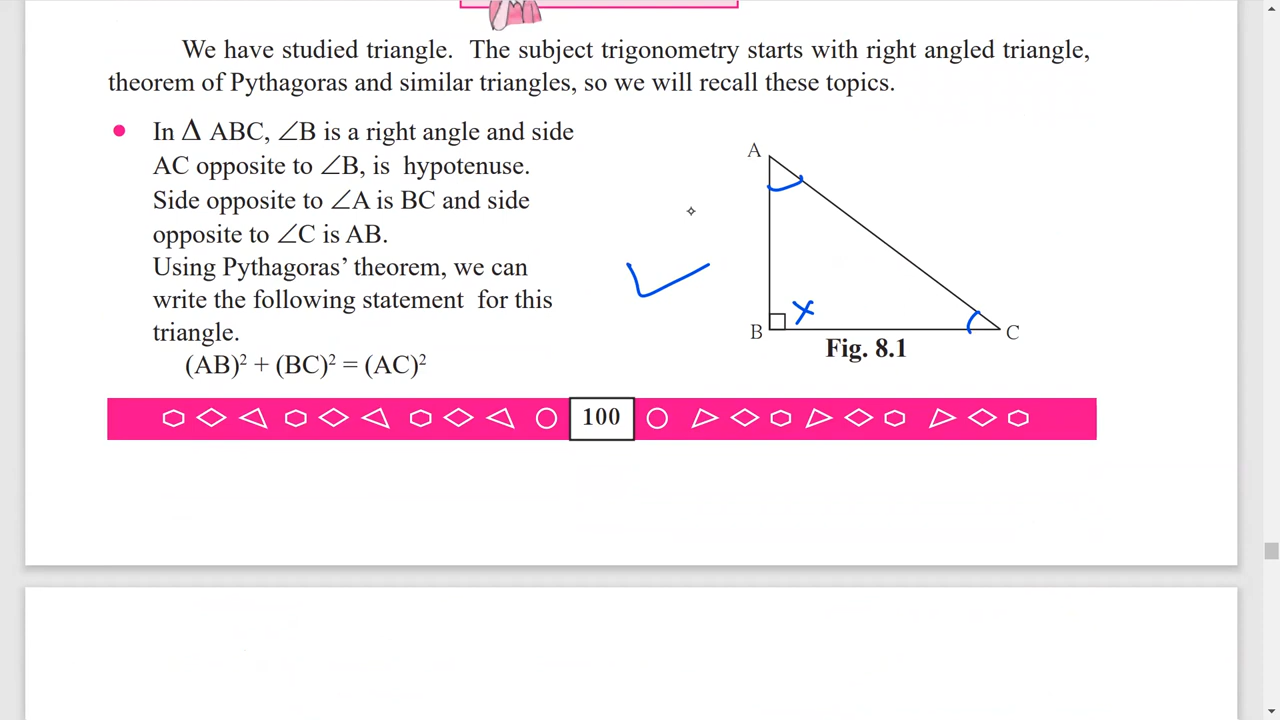 We have studied triangle. The subject trigonometry starts with right angled triangle,
theorem of Pythagoras and similar triangles, so we will recall these topics.
• In Δ ABC, ∠B is a right angle and side
AC opposite to ∠B, is hypotenuse.
Side opposite to ∠A is BC and side
opposite to ∠C is AB.
Using Pythagoras’ theorem, we can
write the following statement for this
triangle.
(AB)² + (BC)² = (AC)²
A
B
C
Fig. 8.1
100